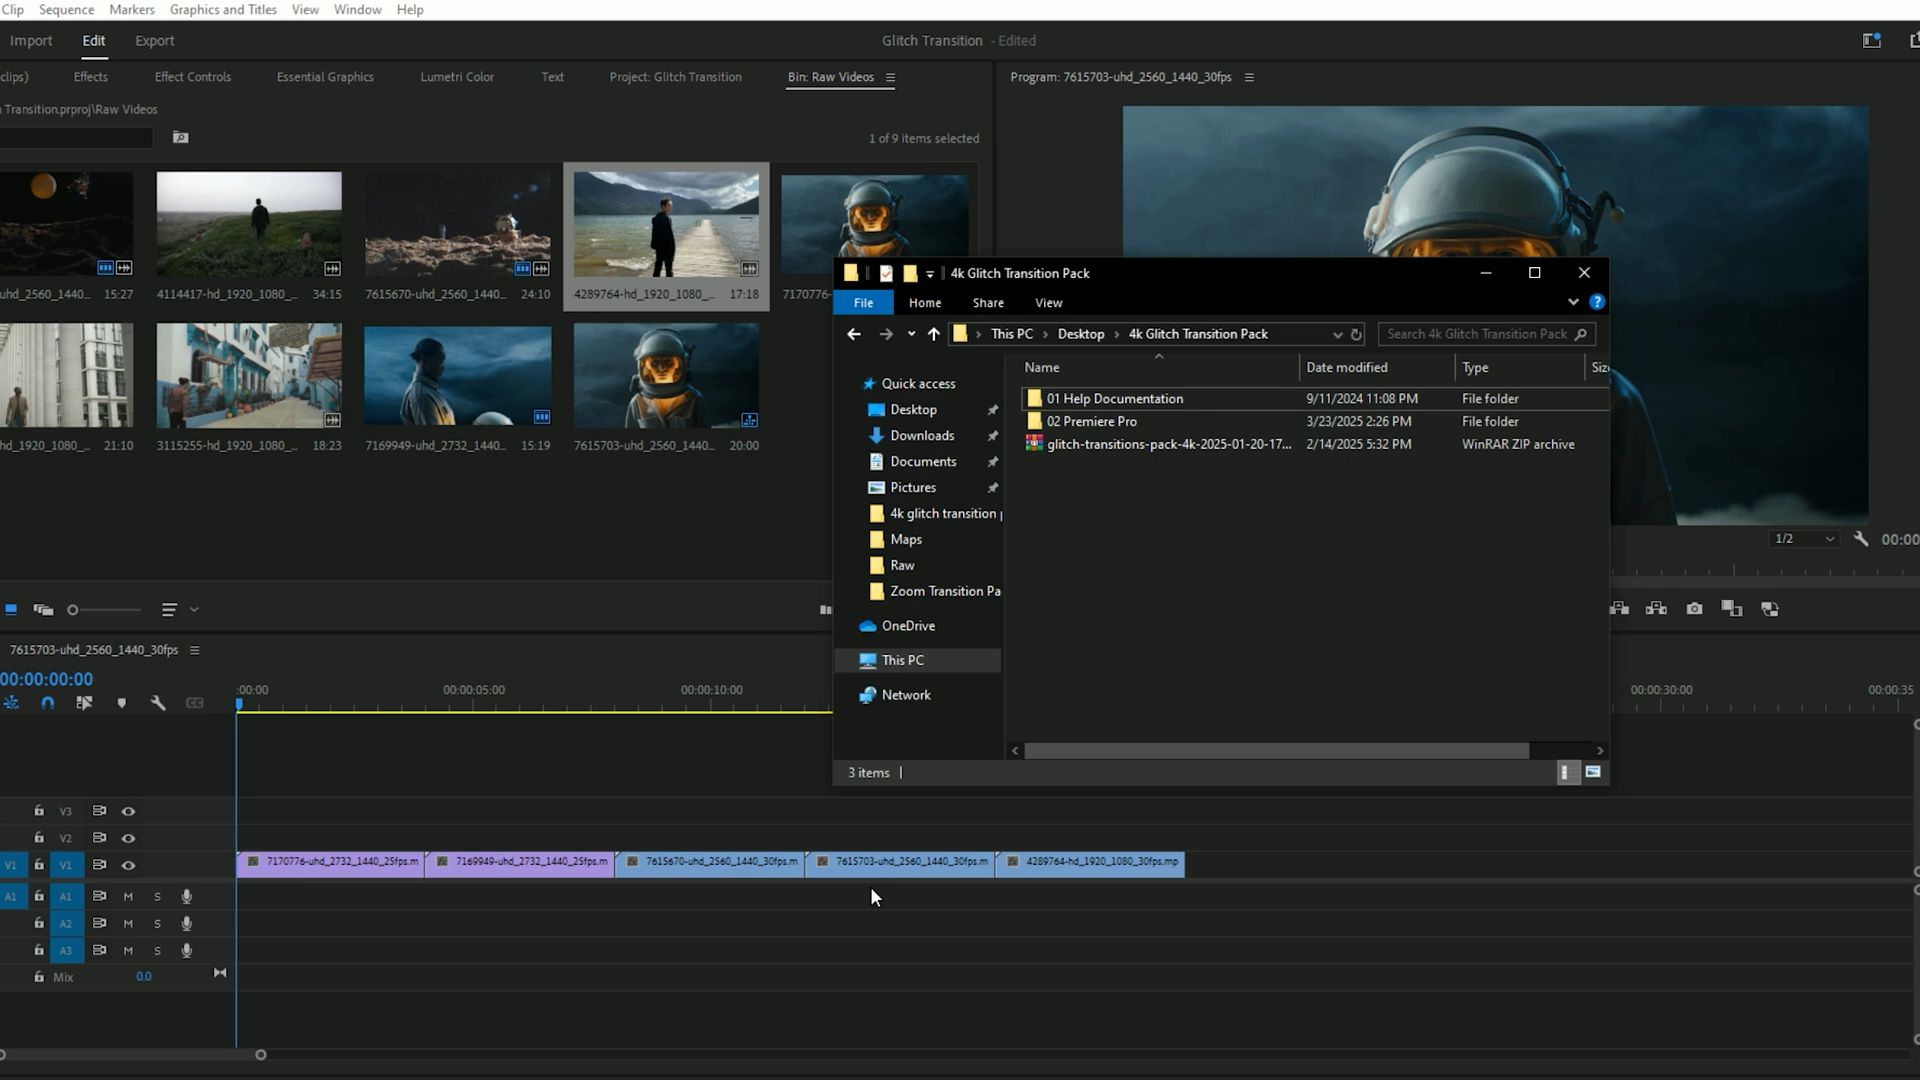 Clip Sequence Markers Graphics and Titles View Window Help
Import Edit Export Glitch Transition - Edited
clips) Effects Effect Controls Essential Graphics Lumetri Color Text Project: Glitch Transition Bin: Raw Videos Program: 7615703-uhd_2560_1440_30fps
Transition.prproj\Raw Videos
1 of 9 items selected
uhd_2560_1440... 15:27 4114417-hd_1920_1080_... 34:15 7615670-uhd_2560_1440... 24:10 4289764-hd_1920_1080_... 17:18 7170776-
hd_1920_1080_... 21:10 3115255-hd_1920_1080_... 18:23 7169949-uhd_2732_1440... 15:19 7615703-uhd_2560_1440... 20:00
4k Glitch Transition Pack
File Home Share View
This PC Desktop 4k Glitch Transition Pack Search 4k Glitch Transition Pack
Name Date modified Type Siz
Quick access
Desktop
Downloads
Documents
Pictures
4k glitch transition p
Maps
Raw
Zoom Transition Pa
OneDrive
This PC
Network
01 Help Documentation 9/11/2024 11:08 PM File folder
02 Premiere Pro 3/23/2025 2:26 PM File folder
glitch-transitions-pack-4k-2025-01-20-17... 2/14/2025 5:32 PM WinRAR ZIP archive
3 items
1/2 00:00
7615703-uhd_2560_1440_30fps
00:00:00:00
:00:00 00:00:05:00 00:00:10:00 00:00:30:00 00:00:35
V3
V2
V1 V1 7170776-uhd_2732_1440_25fps.m 7169949-uhd_2732_1440_25fps.m 7615670-uhd_2560_1440_30fps.m 7615703-uhd_2560_1440_30fps.m 4289764-hd_1920_1080_30fps.mp
A1 A1 M S
A2 M S
A3 M S
Mix 0.0